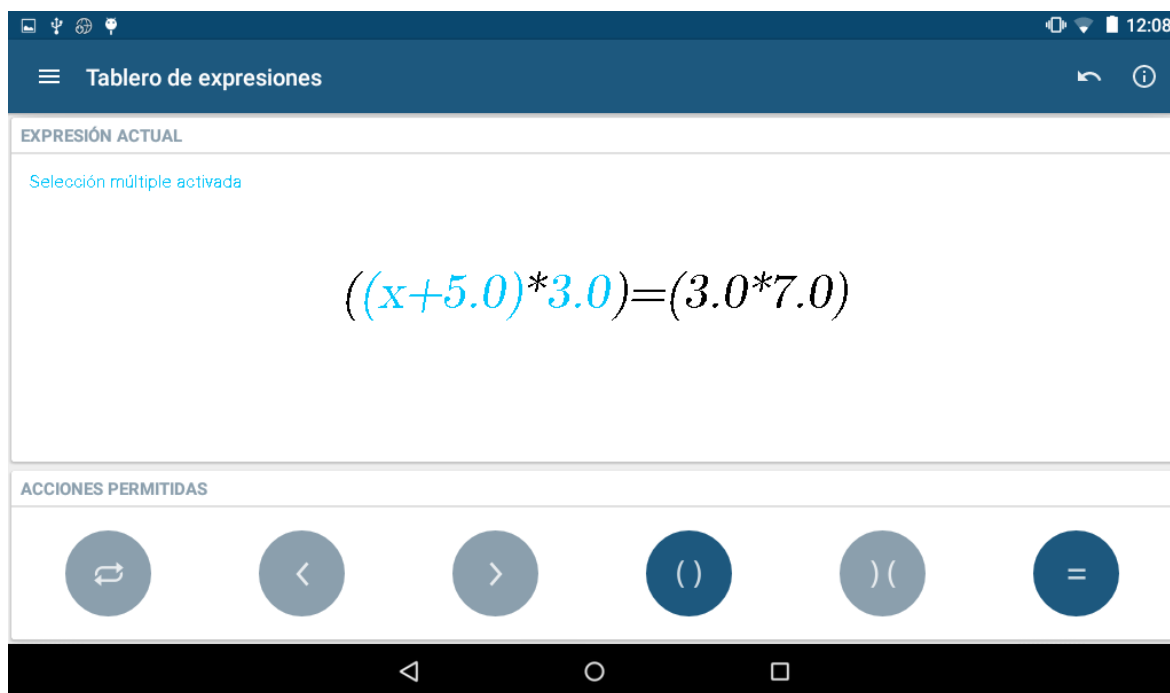 12:08
Tablero de expresiones
EXPRESIÓN ACTUAL
Selección múltiple activada
((x+5.0)*3.0)=(3.0*7.0)
ACCIONES PERMITIDAS
( ) )( =